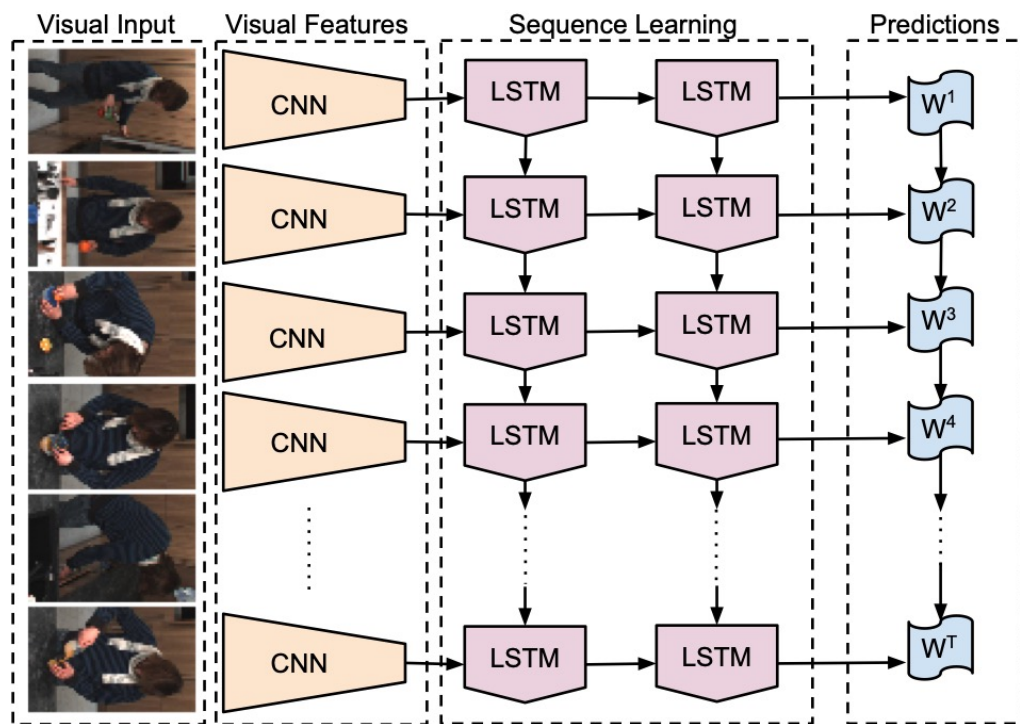 Visual Input Visual Features Sequence Learning Predictions
CNN LSTM LSTM W¹
CNN LSTM LSTM W²
CNN LSTM LSTM W³
CNN LSTM LSTM W⁴
CNN LSTM LSTM Wᵀ